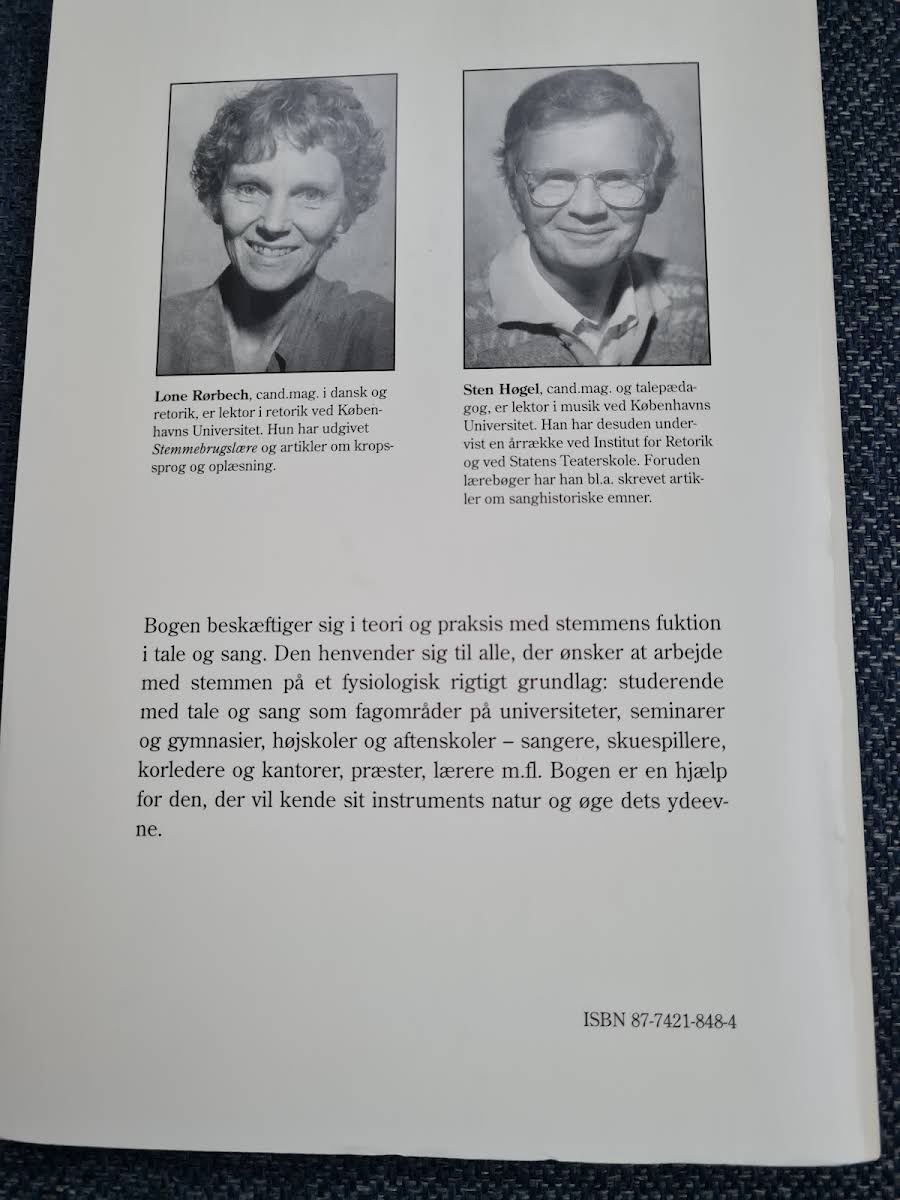 Lone Rørbech, cand.mag. i dansk og
retorik, er lektor i retorik ved Køben-
havns Universitet. Hun har udgivet
Stemmebrugslære og artikler om krops-
sprog og oplæsning.
Sten Høgel, cand.mag. og talepæda-
gog, er lektor i musik ved Københavns
Universitet. Han har desuden under-
vist en årrække ved Institut for Retorik
og ved Statens Teaterskole. Foruden
lærebøger har han bl.a. skrevet artik-
ler om sanghistoriske emner.
Bogen beskæftiger sig i teori og praksis med stemmens fuktion
i tale og sang. Den henvender sig til alle, der ønsker at arbejde
med stemmen på et fysiologisk rigtigt grundlag: studerende
med tale og sang som fagområder på universiteter, seminarer
og gymnasier, højskoler og aftenskoler – sangere, skuespillere,
korledere og kantorer, præster, lærere m.fl. Bogen er en hjælp
for den, der vil kende sit instruments natur og øge dets ydeev-
ne.
ISBN 87-7421-848-4